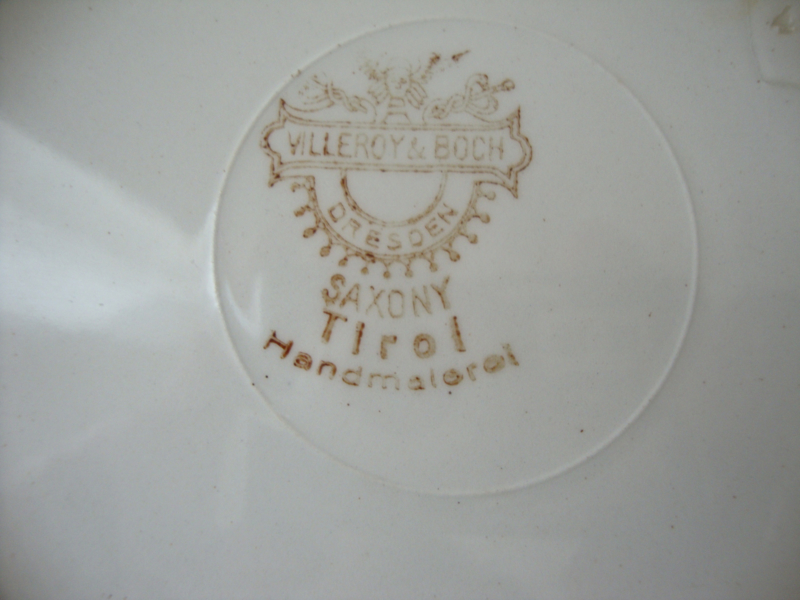 VILLEROY & BOCH
DRESDEN
SAXONY
Tirol
Handmalerei